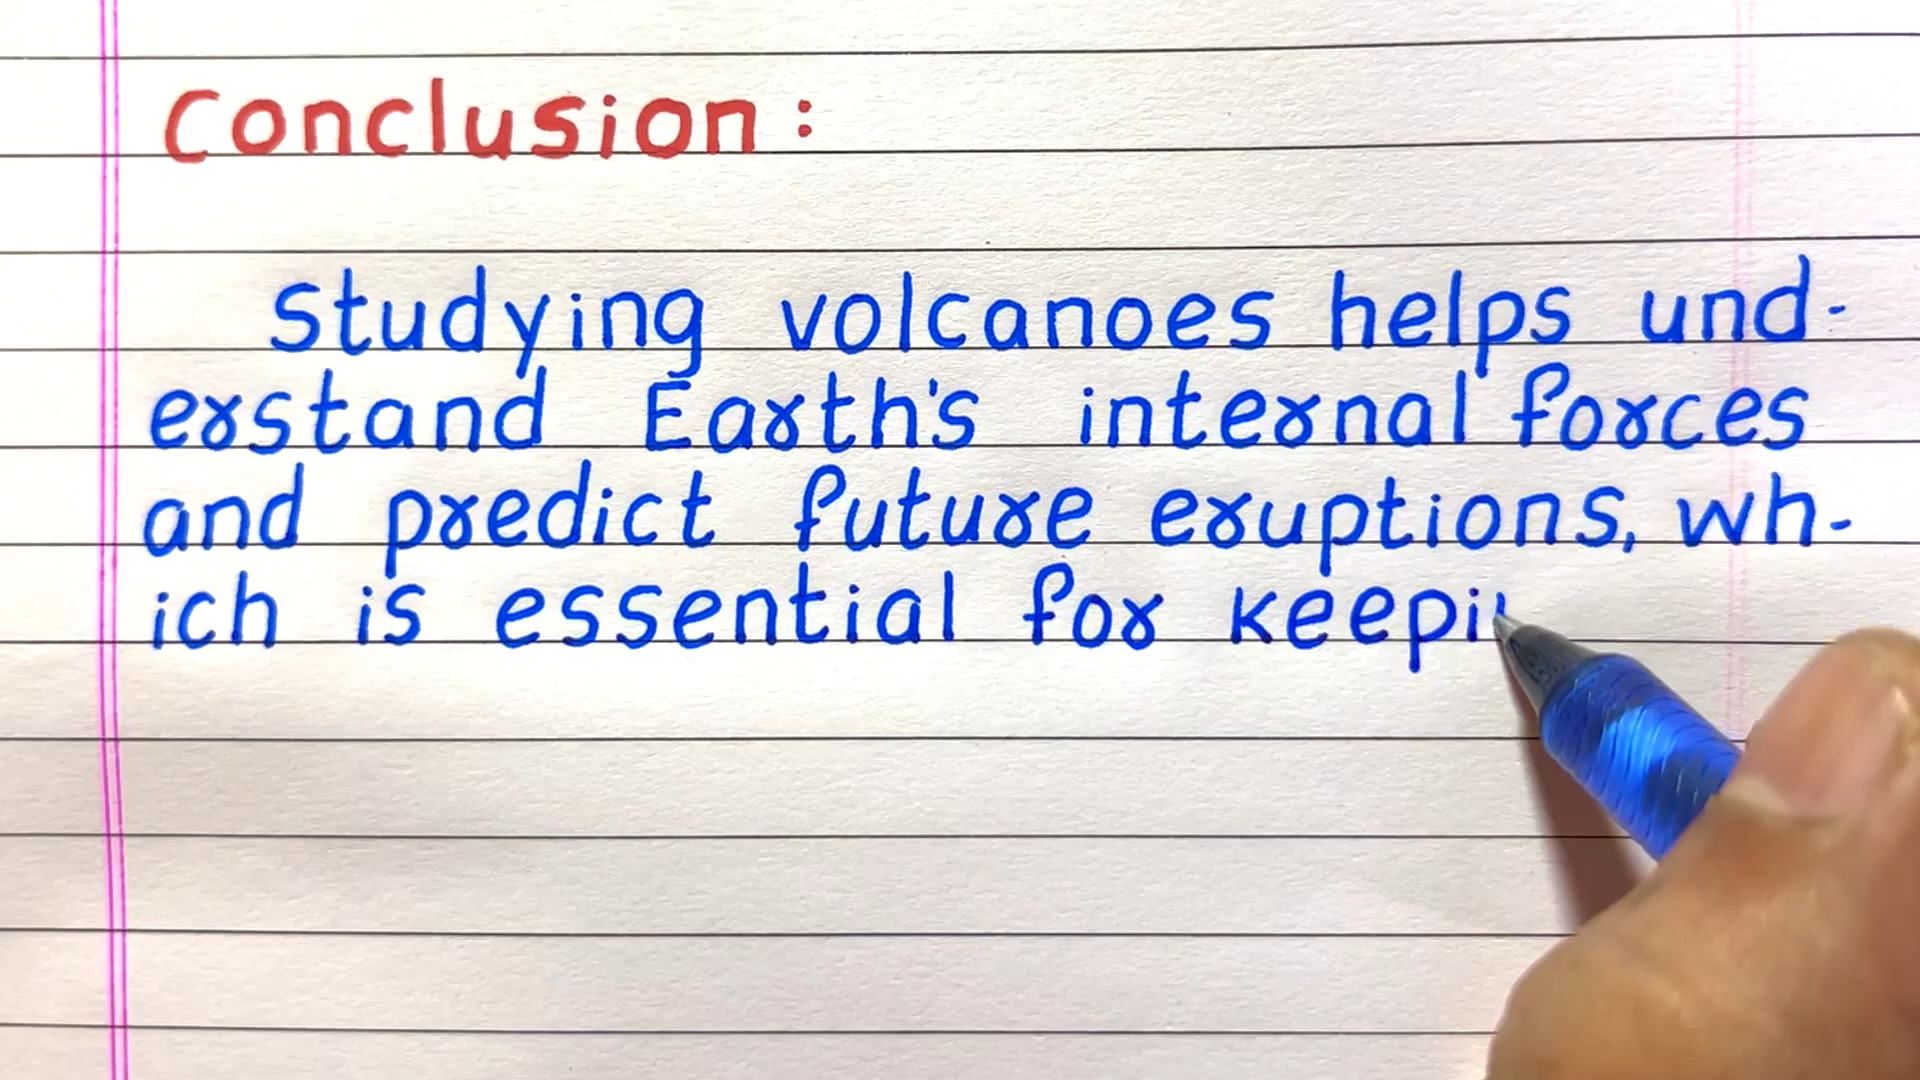 Conclusion :
Studying volcanoes helps und-
erstand Earth's internal forces
and predict future eruptions, wh-
ich is essential for keepi